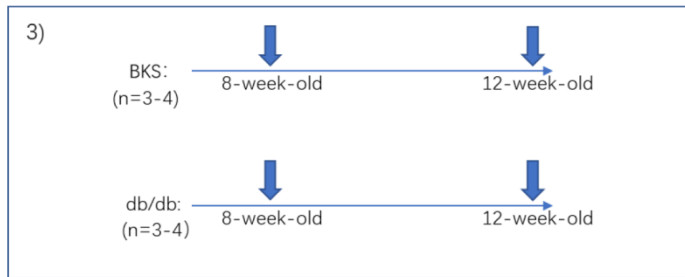 3)
BKS:
(n=3-4)
8-week-old
12-week-old
db/db:
(n=3-4)
8-week-old
12-week-old